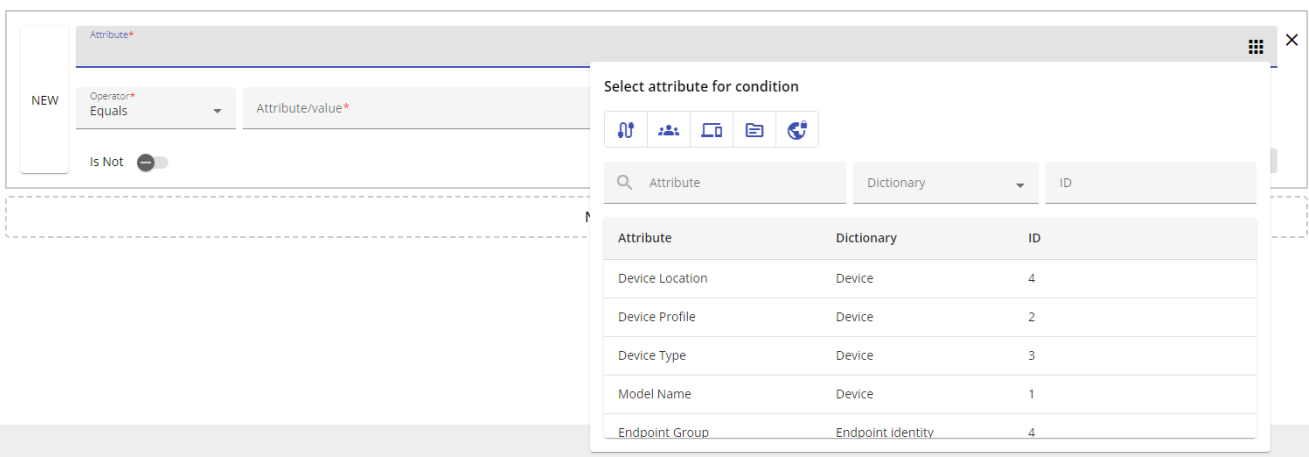 Attribute*
NEW
Operator*
Equals
Attribute/value*
Is Not
N
Select attribute for condition
Attribute Dictionary ID
Attribute Dictionary ID
Device Location Device 4
Device Profile Device 2
Device Type Device 3
Model Name Device 1
Endpoint Group Endpoint identity 4